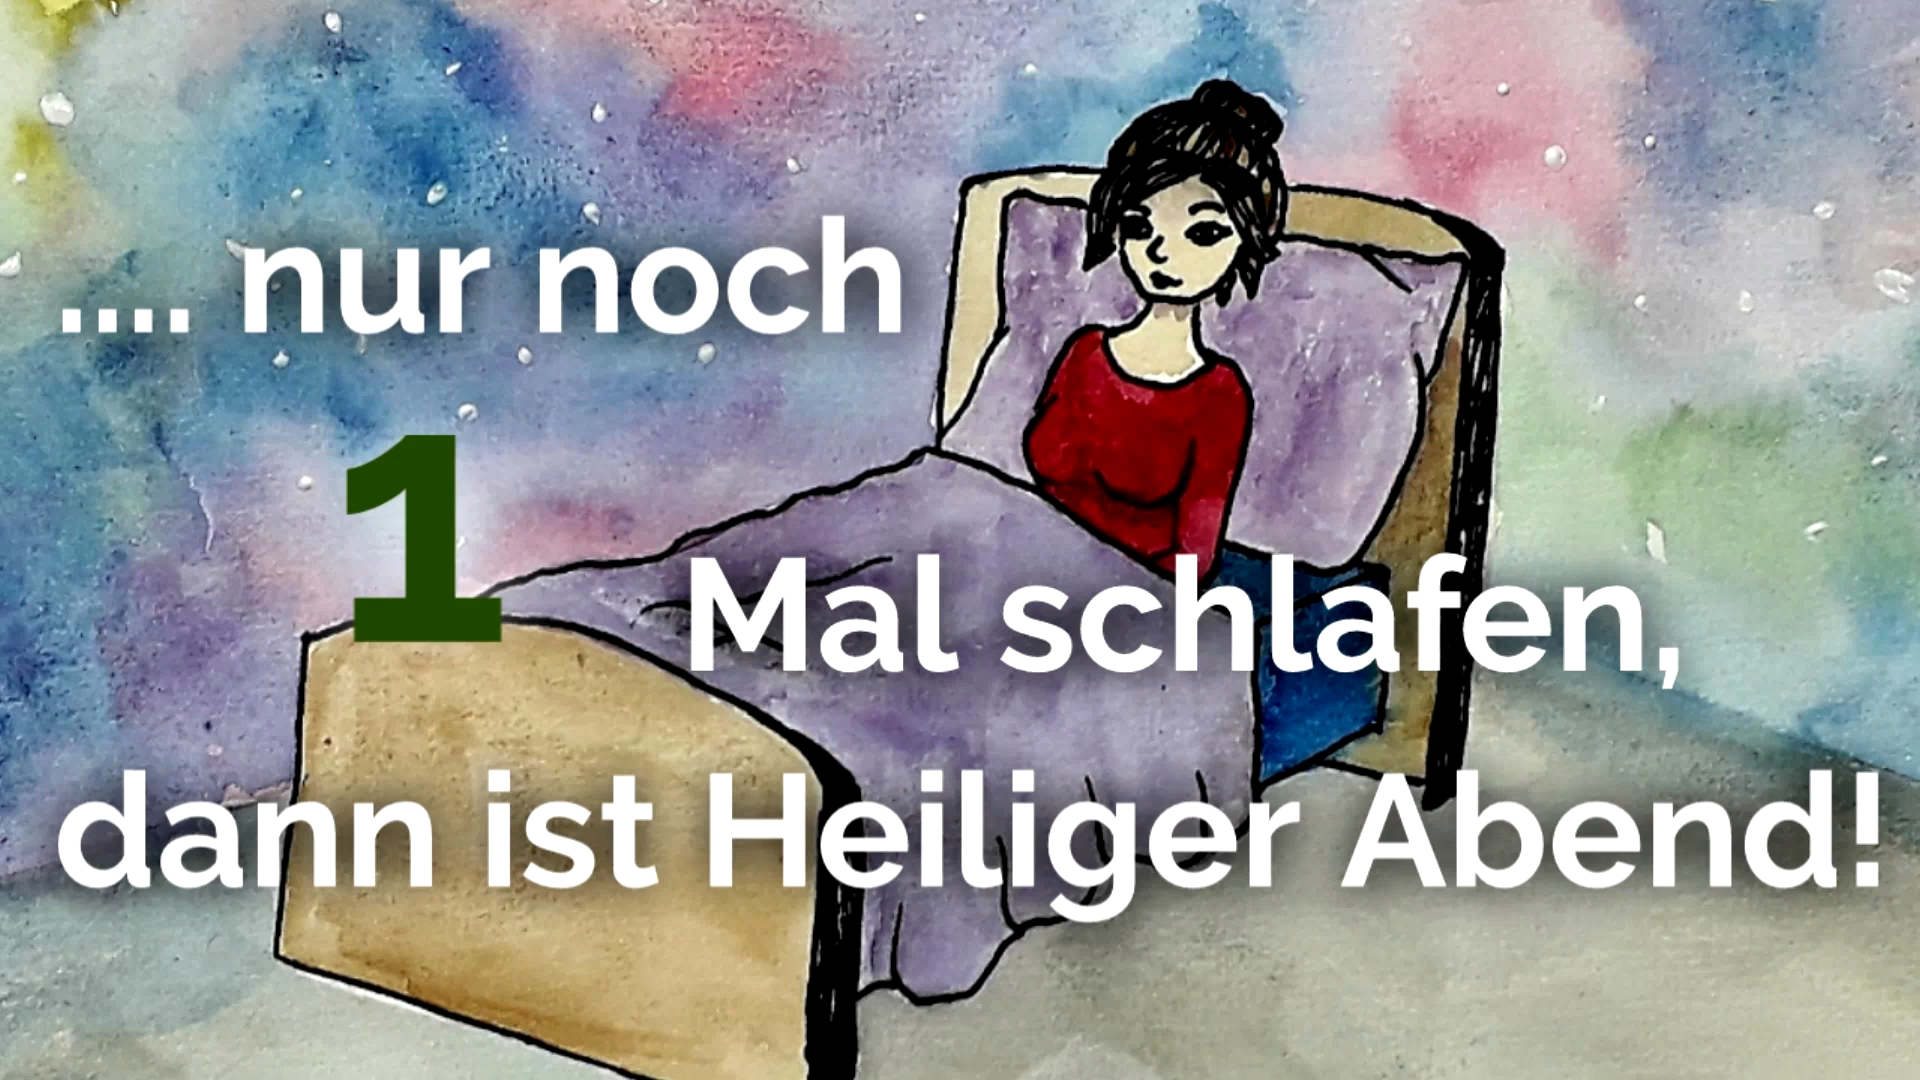 .... nur noch
1 Mal schlafen,
dann ist Heiliger Abend!